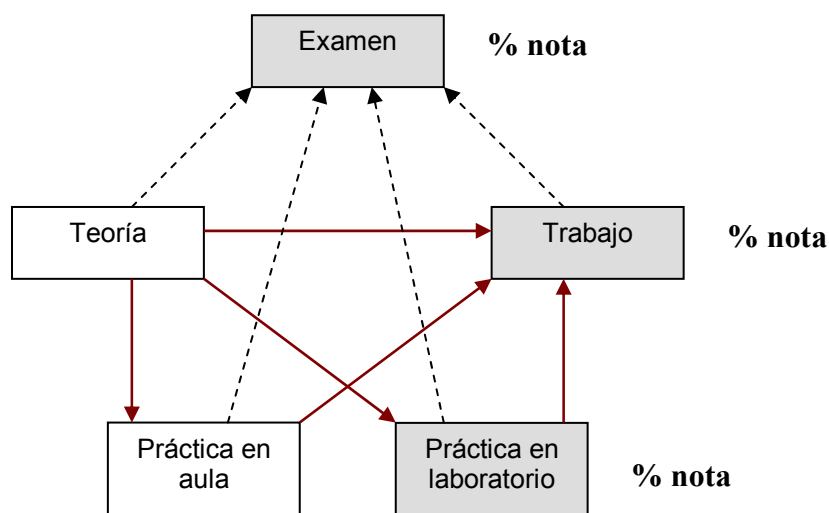 Examen
% nota
Teoría
Trabajo
% nota
Práctica en
aula
Práctica en
laboratorio
% nota